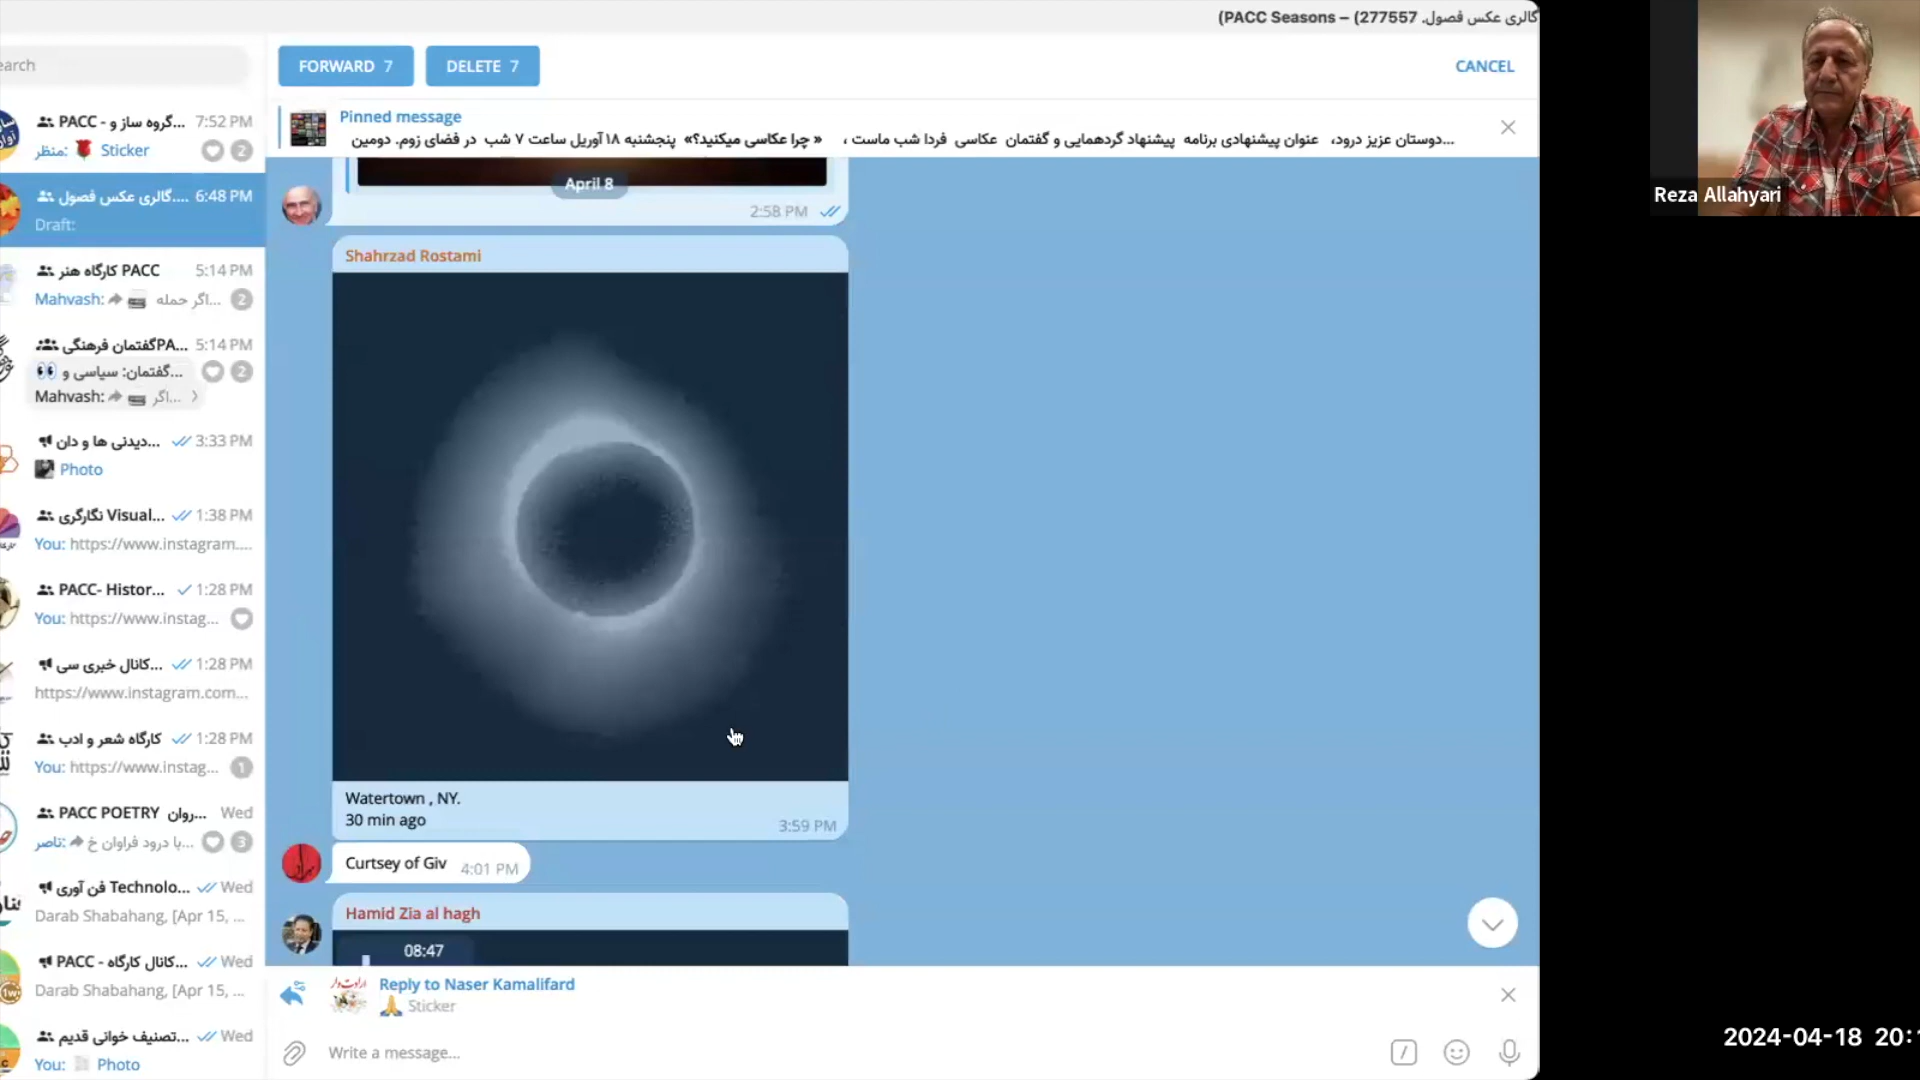 گالری عکس فصول. PACC Seasons – (277557)
earch
PACC - گروه ساز و...
7:52 PM
منظر: Sticker
2
گالری عکس فصول....
6:48 PM
Draft:
کارگاه هنر PACC
5:14 PM
Mahvash: اگر حمله...
2
گفتمان فرهنگیPA...
5:14 PM
گفتمان: سیاسی و...
2
Mahvash: اگر...
دیدنی ها و دان...
3:33 PM
Photo
نگارگری Visual...
1:38 PM
You: https://www.instagram....
PACC- Histor...
1:28 PM
You: https://www.instag...
کانال خبری سی...
1:28 PM
https://www.instagram.com...
کارگاه شعر و ادب
1:28 PM
You: https://www.instag...
1
PACC POETRY روان...
Wed
ناصر: با درود فراوان خ...
3
فن آوری Technolo...
Wed
Darab Shabahang, [Apr 15, ...
PACC - کانال کارگاه...
Wed
Darab Shabahang, [Apr 15, ...
تصنیف خوانی قدیم...
Wed
You: Photo
FORWARD 7
DELETE 7
CANCEL
Pinned message
دوستان عزیز درود، عنوان پیشنهادی برنامه پیشنهاد گردهمایی و گفتمان عکاسی فردا شب ماست ، « چرا عکاسی میکنید؟» پنجشنبه ۱۸ آوریل ساعت ۷ شب در فضای زوم. دومین...
April 8
2:58 PM
Shahrzad Rostami
Watertown , NY.
30 min ago
3:59 PM
Curtsey of Giv
4:01 PM
Hamid Zia al hagh
08:47
Reply to Naser Kamalifard
Sticker
Write a message...
Reza Allahyari
2024-04-18 20: